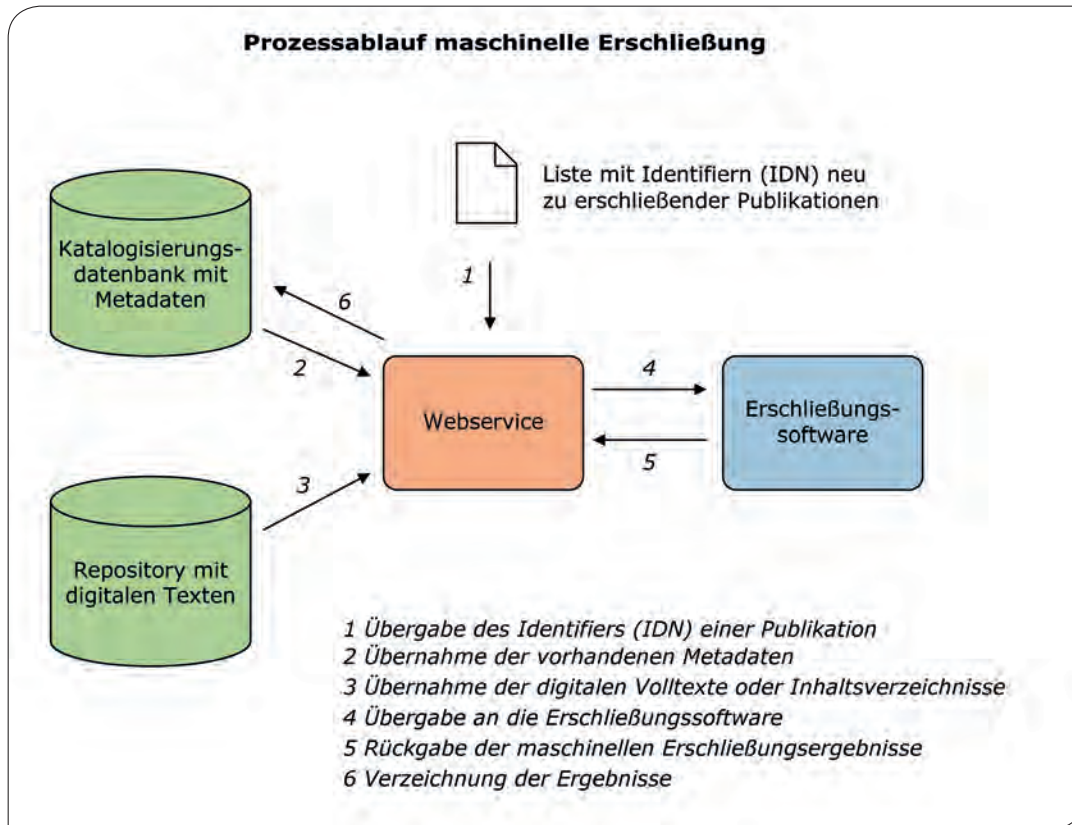 Prozessablauf maschinelle Erschließung
Liste mit Identifiern (IDN) neu
zu erschließender Publikationen
1
Katalogisierungs-
datenbank mit
Metadaten
6
2
Webservice
4
5
Erschließungs-
software
3
Repository mit
digitalen Texten
1 Übergabe des Identifiers (IDN) einer Publikation
2 Übernahme der vorhandenen Metadaten
3 Übernahme der digitalen Volltexte oder Inhaltsverzeichnisse
4 Übergabe an die Erschließungssoftware
5 Rückgabe der maschinellen Erschließungsergebnisse
6 Verzeichnung der Ergebnisse